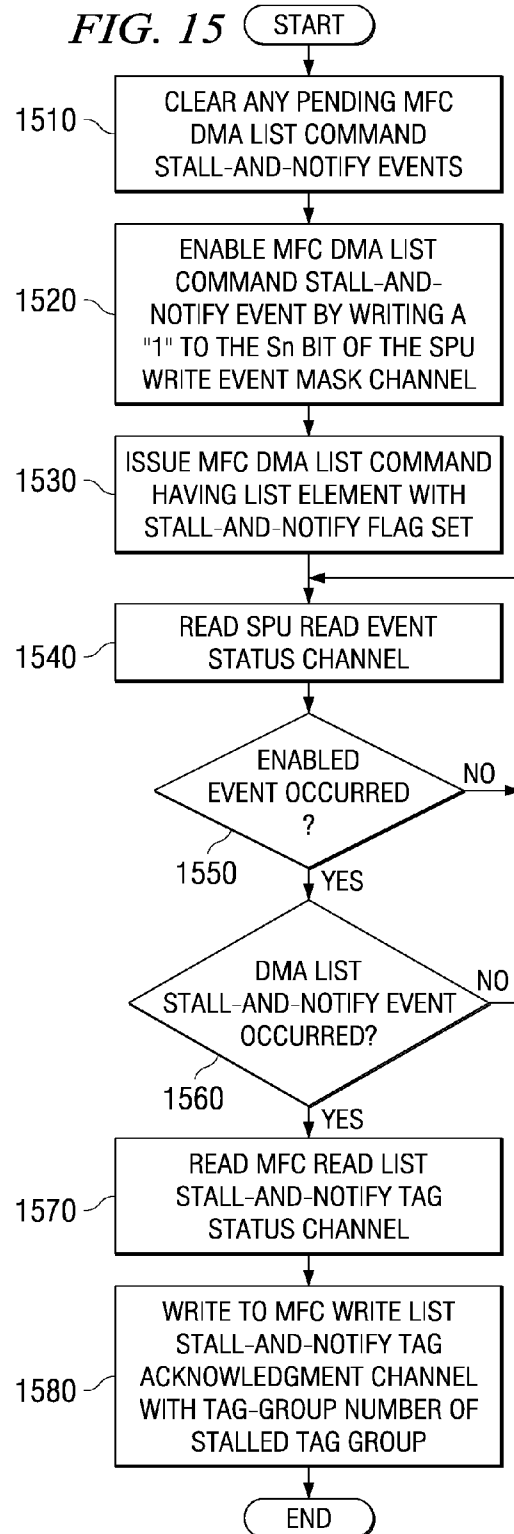 FIG. 15
START
1510
CLEAR ANY PENDING MFC
DMA LIST COMMAND
STALL-AND-NOTIFY EVENTS
1520
ENABLE MFC DMA LIST
COMMAND STALL-AND-
NOTIFY EVENT BY WRITING A
"1" TO THE Sn BIT OF THE SPU
WRITE EVENT MASK CHANNEL
1530
ISSUE MFC DMA LIST COMMAND
HAVING LIST ELEMENT WITH
STALL-AND-NOTIFY FLAG SET
1540
READ SPU READ EVENT
STATUS CHANNEL
ENABLED
EVENT OCCURRED
?
NO
1550
YES
DMA LIST
STALL-AND-NOTIFY EVENT
OCCURRED?
NO
1560
YES
1570
READ MFC READ LIST
STALL-AND-NOTIFY TAG
STATUS CHANNEL
1580
WRITE TO MFC WRITE LIST
STALL-AND-NOTIFY TAG
ACKNOWLEDGMENT CHANNEL
WITH TAG-GROUP NUMBER OF
STALLED TAG GROUP
END